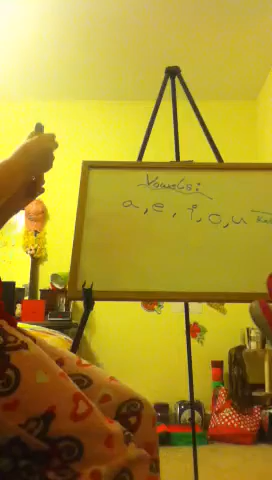 Vowels:
a, e, i, o, u